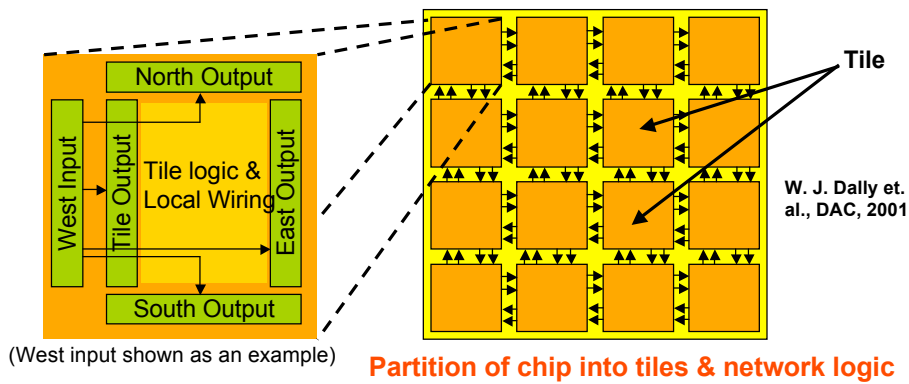 North Output
West Input
Tile Output
Tile logic &
Local Wiring
East Output
South Output
(West input shown as an example)
Tile
W. J. Dally et.
al., DAC, 2001
Partition of chip into tiles & network logic